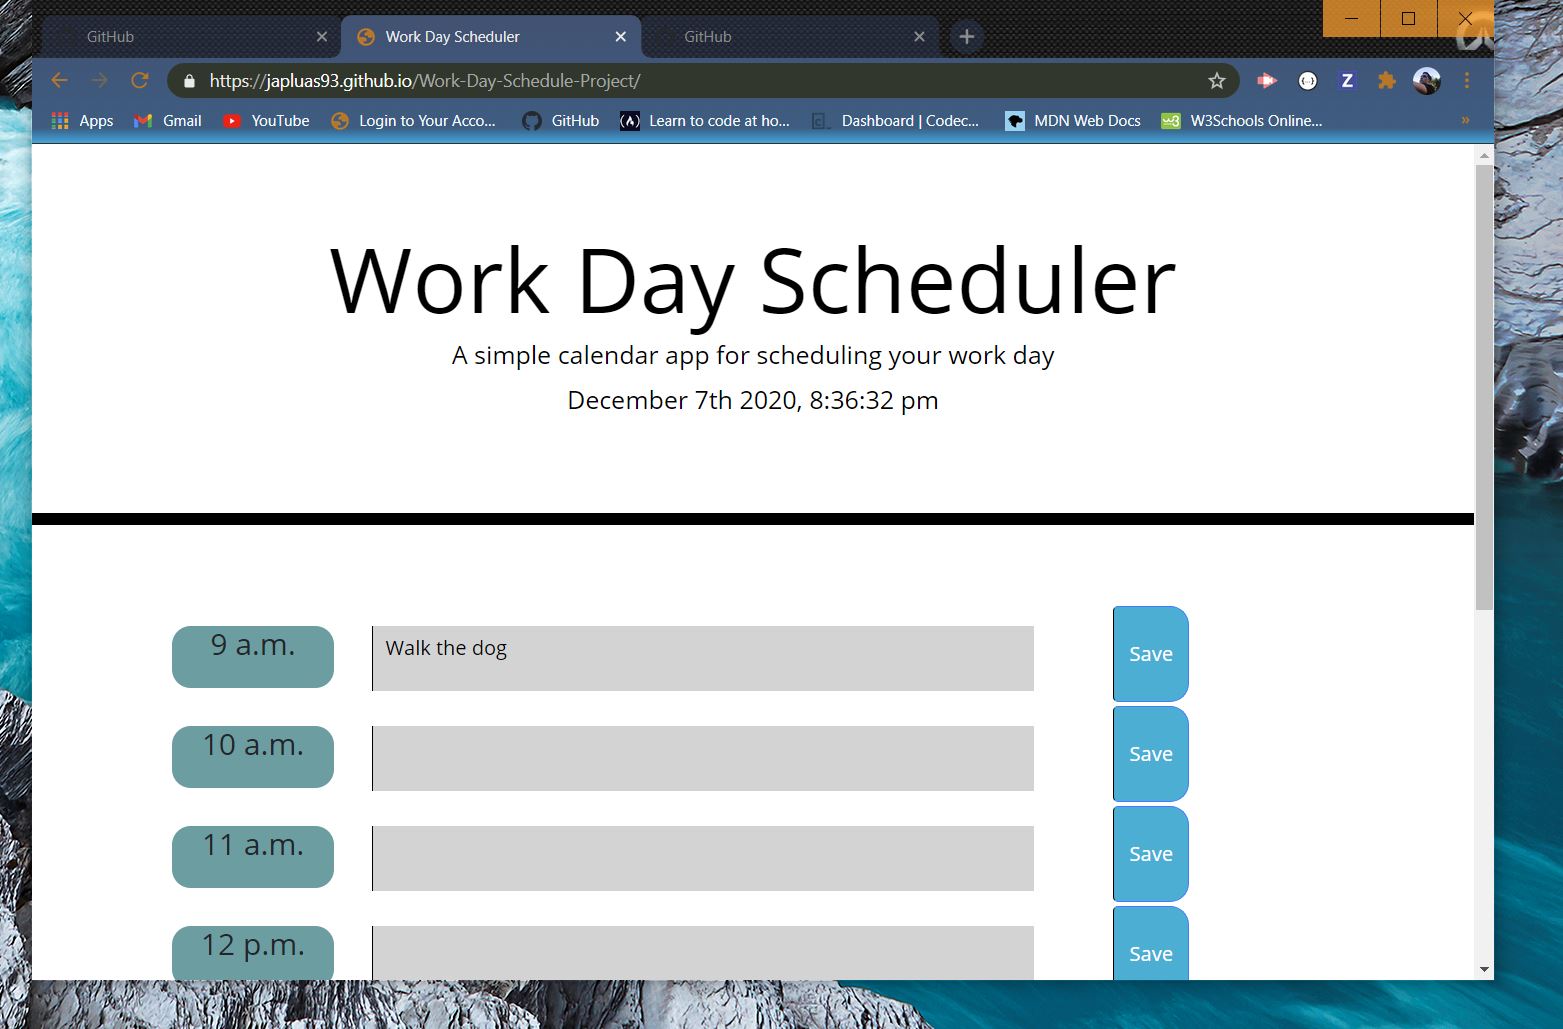 GitHub
Work Day Scheduler
GitHub
https://japluas93.github.io/Work-Day-Schedule-Project/
Z
Apps
Gmail
YouTube
Login to Your Acco...
GitHub
(A) Learn to code at ho...
Dashboard | Codec...
MDN Web Docs
w3 W3Schools Online...
Work Day Scheduler
A simple calendar app for scheduling your work day
December 7th 2020, 8:36:32 pm
9 a.m.
Walk the dog
Save
10 a.m.
Save
11 a.m.
Save
12 p.m.
Save